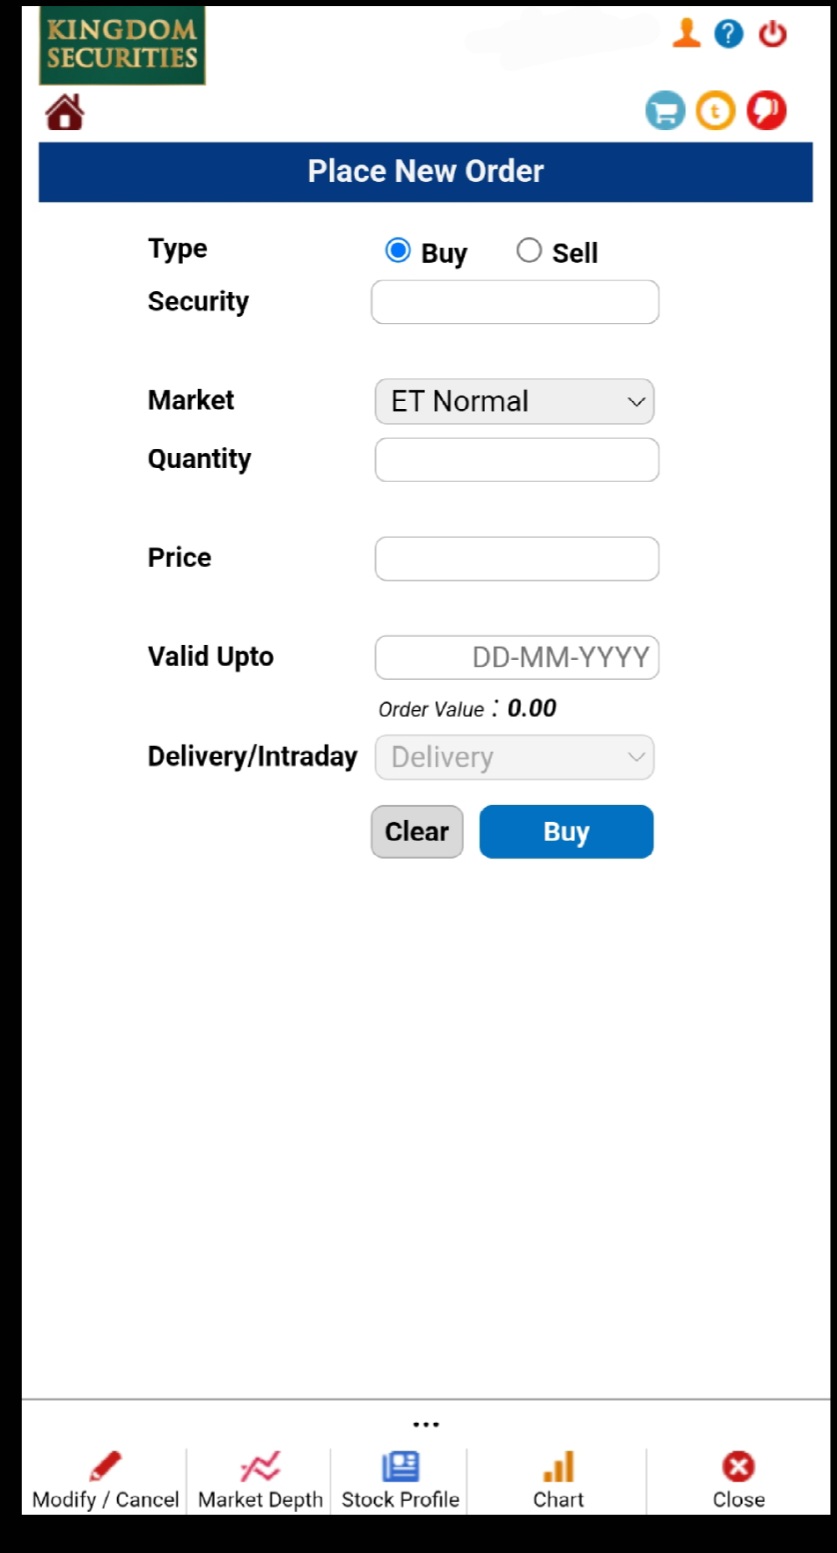 KINGDOM
SECURITIES
Place New Order
Type Buy Sell
Security
Market ET Normal
Quantity
Price
Valid Upto DD-MM-YYYY
Order Value : 0.00
Delivery/Intraday Delivery
Clear Buy
...
Modify / Cancel Market Depth Stock Profile Chart Close